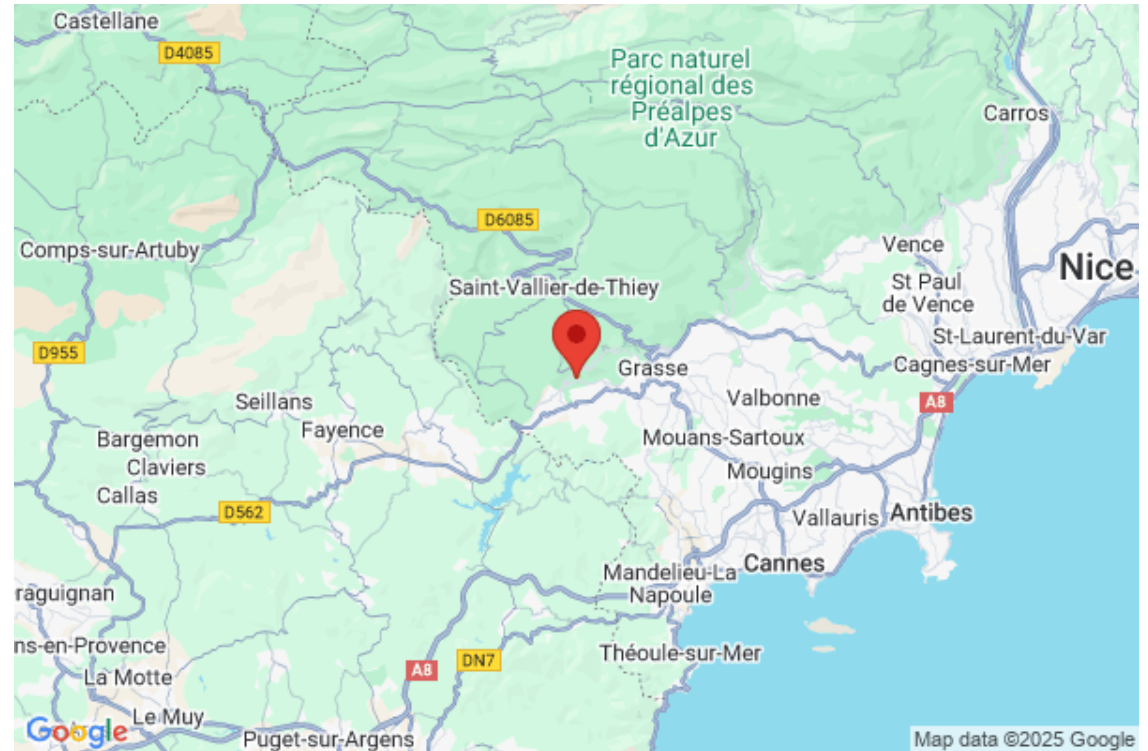 Castellane
D4085
Parc naturel
régional des
Préalpes
d'Azur
Carros
D6085
Comps-sur-Artuby
Vence
Nice
Saint-Vallier-de-Thiey
St Paul
de Vence
St-Laurent-du-Var
D955
Grasse
Cagnes-sur-Mer
Seillans
Valbonne
A8
Fayence
Bargemon
Mouans-Sartoux
Claviers
Mougins
Callas
D562
Vallauris
Antibes
Cannes
Mandelieu-La
Napoule
raguignan
ns-en-Provence
Théoule-sur-Mer
DN7
A8
La Motte
Le Muy
Google
Puget-sur-Argens
Map data ©2025 Google